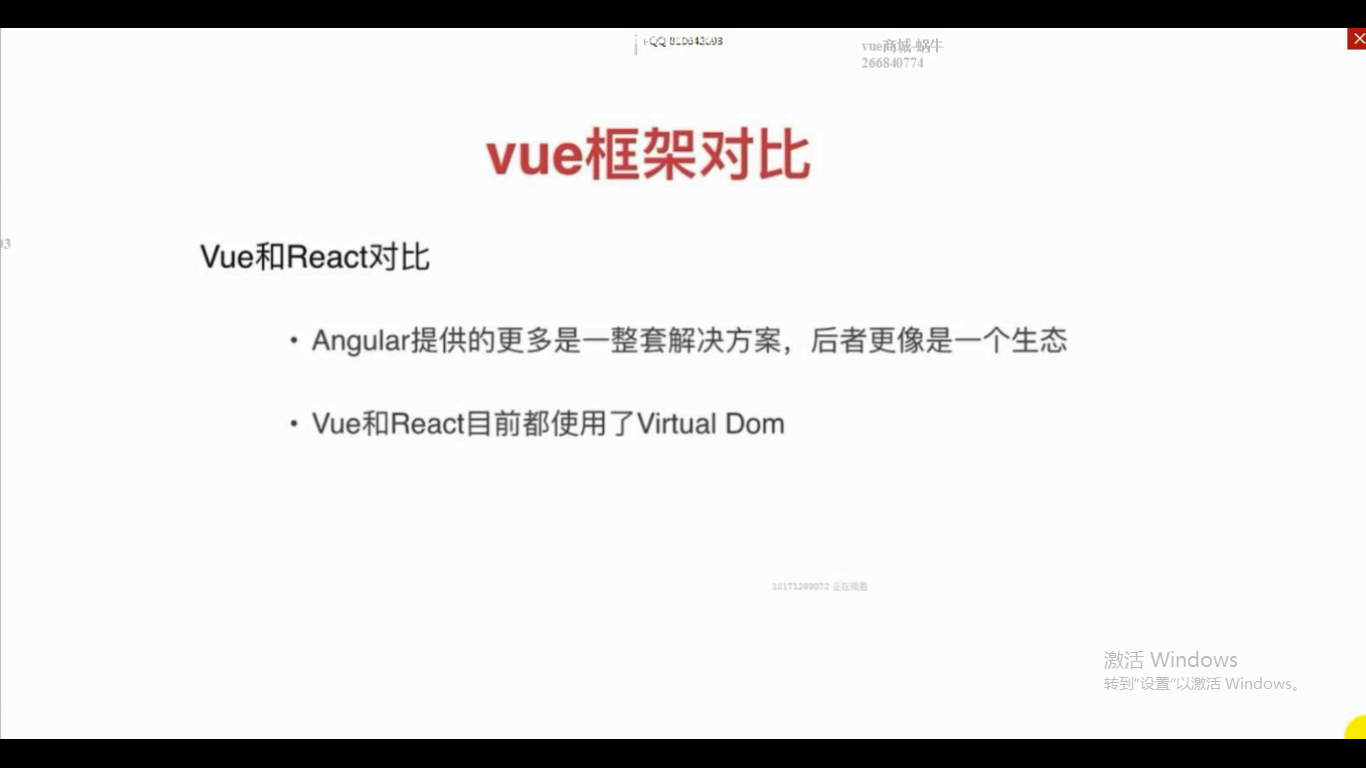 vue商城-蜗牛
266840774
vue框架对比
Vue和React对比
• Angular提供的更多是一整套解决方案，后者更像是一个生态
• Vue和React目前都使用了Virtual Dom
正在观看
激活 Windows
转到"设置"以激活 Windows。